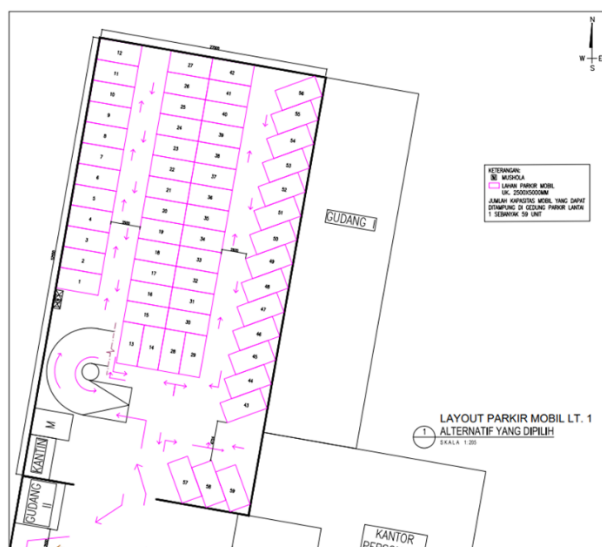 N
W E
S
KETERANGAN:
MUSHOLA
LAHAN PARKIR MOBIL
UK. 2500X5000MM
JUMLAH KAPASITAS MOBIL YANG DAPAT
DITAMPUNG DI GEDUNG PARKIR LANTAI
1 SEBANYAK 59 UNIT
12 27 42
11 26 41
10 25 40
9 24 39
8 23 38
7 22 37
6 21 36
5 20 35
4 19 34
3 18 33
2 17 32
1 16 31
15 30
13 14 28 29
56
55
54
53
52
51
50
49
48
47
46
45
44
43
57 58 59
GUDANG I
M
KANTIN
GUDANG II
KANTOR
LAYOUT PARKIR MOBIL LT. 1
1 ALTERNATIF YANG DIPILIH
SKALA 1:200